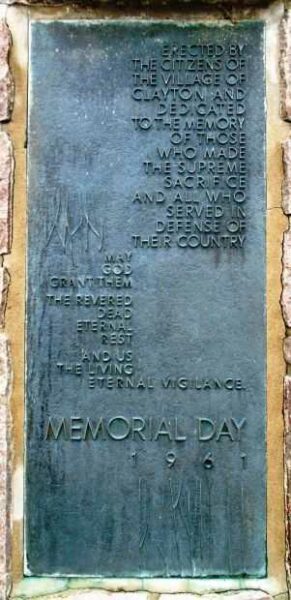 ERECTED BY
THE CITIZENS OF
THE VILLAGE OF
CLAYTON AND
DEDICATED
TO THE MEMORY
OF THOSE
WHO MADE
THE SUPREME
SACRIFICE
AND ALL WHO
SERVED IN
DEFENSE OF
THEIR COUNTRY
MAY
GOD
GRANT THEM
THE REVERED
DEAD
ETERNAL
REST
AND US
THE LIVING
ETERNAL VIGILANCE.
MEMORIAL DAY
1961